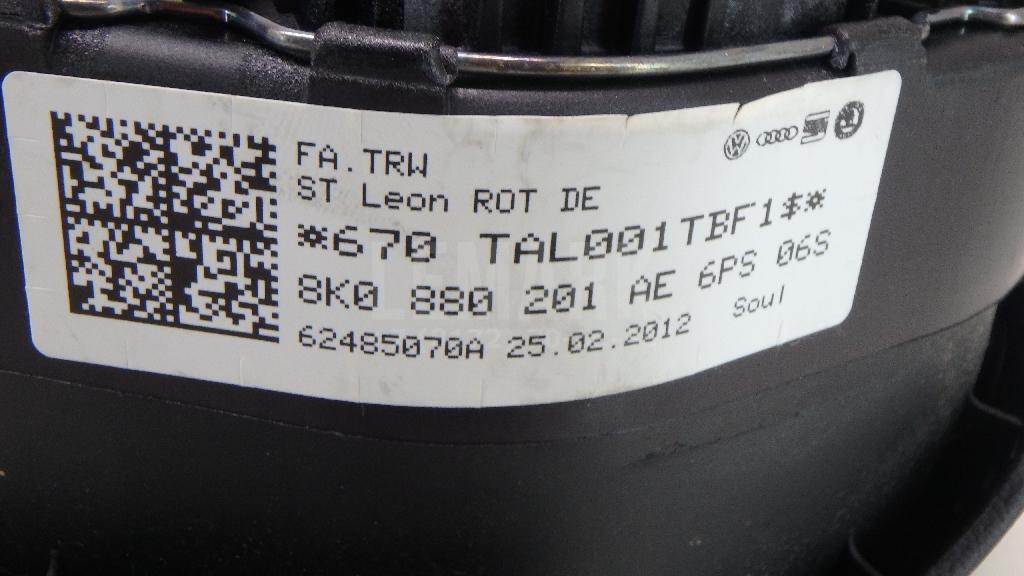 FA.TRW
ST Leon ROT DE
*670 TAL001TBF1$**
8K0 880 201 AE 6PS 06S
62485070A 25.02.2012 Soul